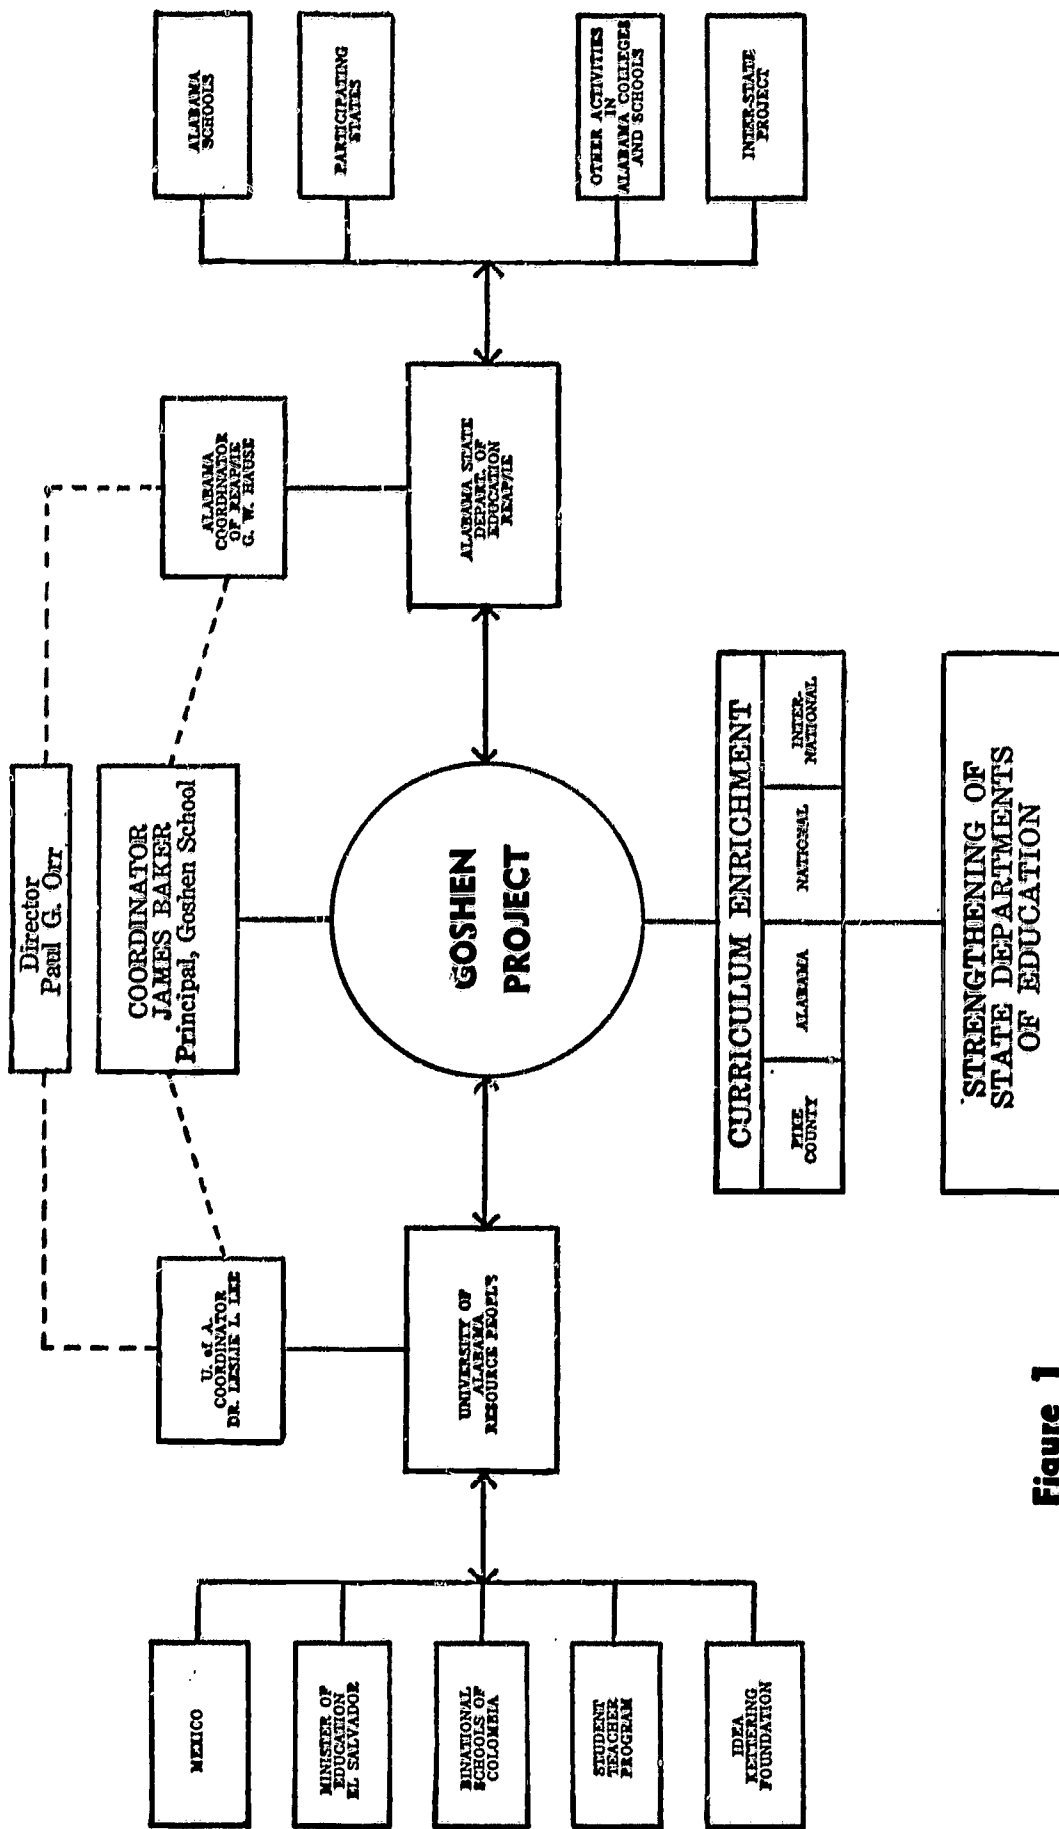 Director
Paul G. Orr
COORDINATOR
JAMES BAKER
Principal, Goshen School
U. of A.
COORDINATOR
DR. LESLIE L. LEE
ALABAMA
COORDINATOR
OF REAP/IE
G. W. HAUSE
MEXICO
MINISTER OF
EDUCATION
EL SALVADOR
BINATIONAL
SCHOOLS OF
COLOMBIA
STUDENT
TEACHER
PROGRAM
IDEA
KETTERING
FOUNDATION
UNIVERSITY OF
ALABAMA
RESOURCE PEOPLE
GOSHEN
PROJECT
ALABAMA STATE
DEPART. OF
EDUCATION
REAP/IE
ALABAMA
SCHOOLS
PARTICIPATING
STATES
OTHER ACTIVITIES
IN
ALABAMA COLLEGES
AND SCHOOLS
INTER-STATE
PROJECT
CURRICULUM ENRICHMENT
PIKE
COUNTY
ALABAMA
NATIONAL
INTER-
NATIONAL
STRENGTHENING OF
STATE DEPARTMENTS
OF EDUCATION
Figure 1